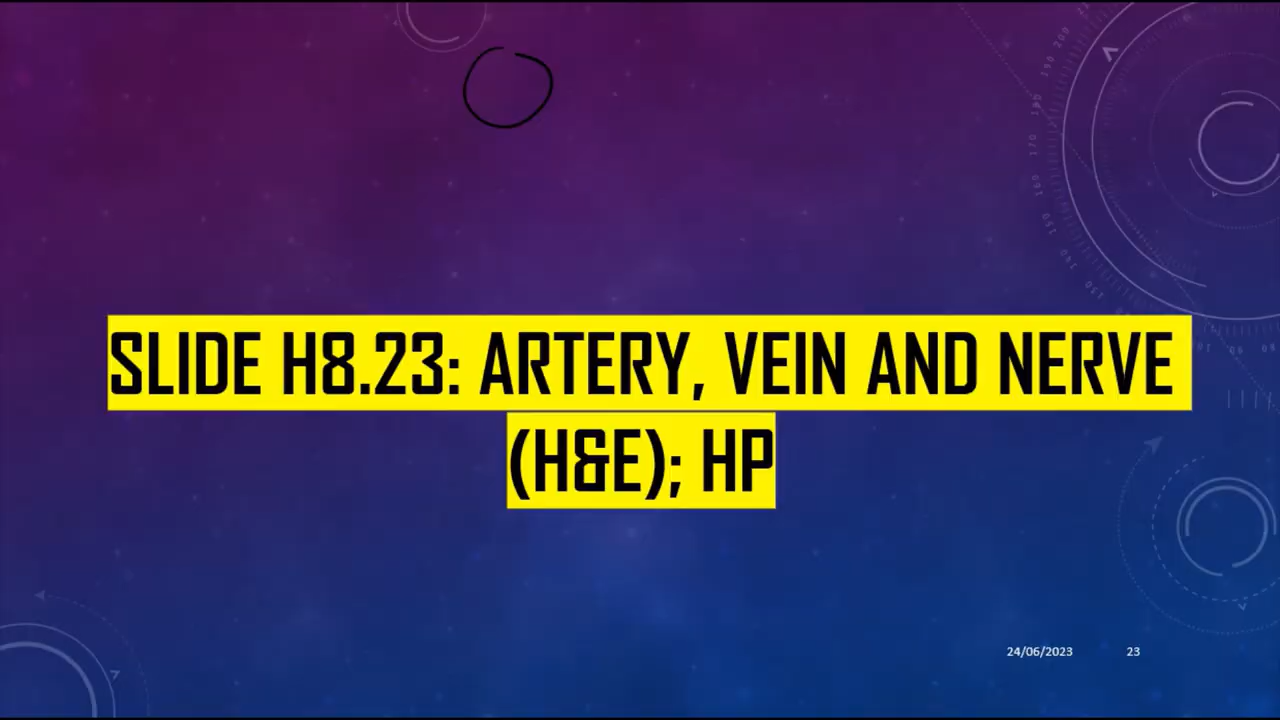 SLIDE H8.23: ARTERY, VEIN AND NERVE
(H&E); HP
24/06/2023 23